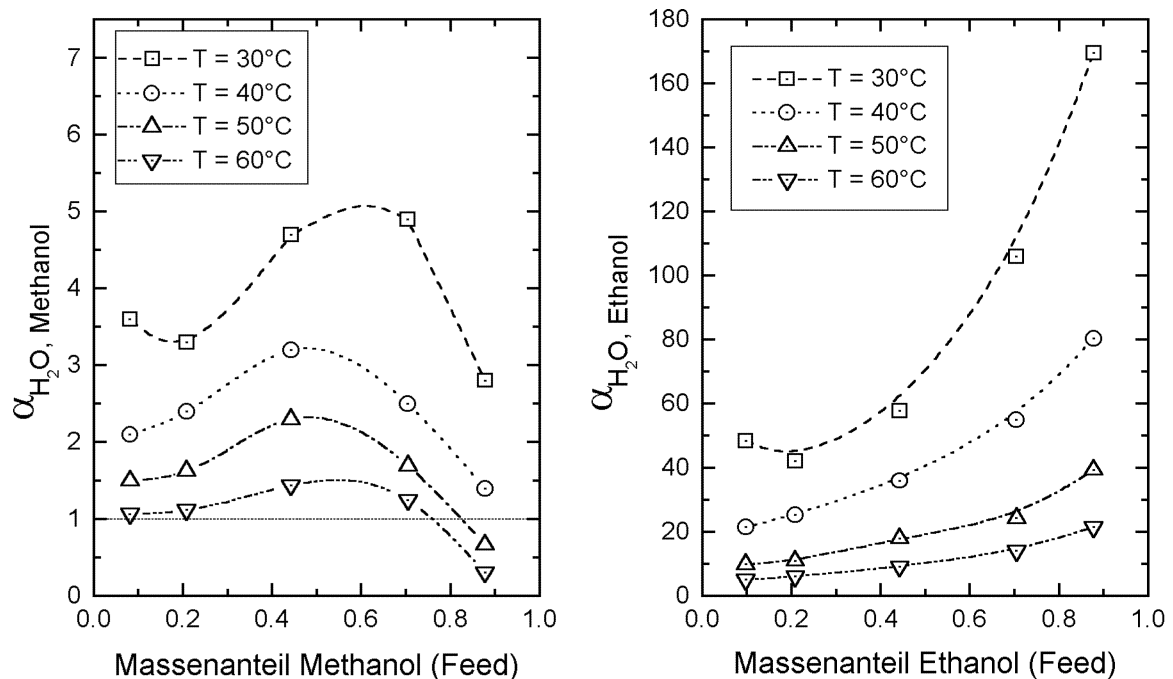 7
6
5
4
3
2
1
0
α H₂O, Methanol
T = 30°C
T = 40°C
T = 50°C
T = 60°C
0.0 0.2 0.4 0.6 0.8 1.0
Massenanteil Methanol (Feed)
180
160
140
120
100
80
60
40
20
0
α H₂O, Ethanol
T = 30°C
T = 40°C
T = 50°C
T = 60°C
0.0 0.2 0.4 0.6 0.8 1.0
Massenanteil Ethanol (Feed)